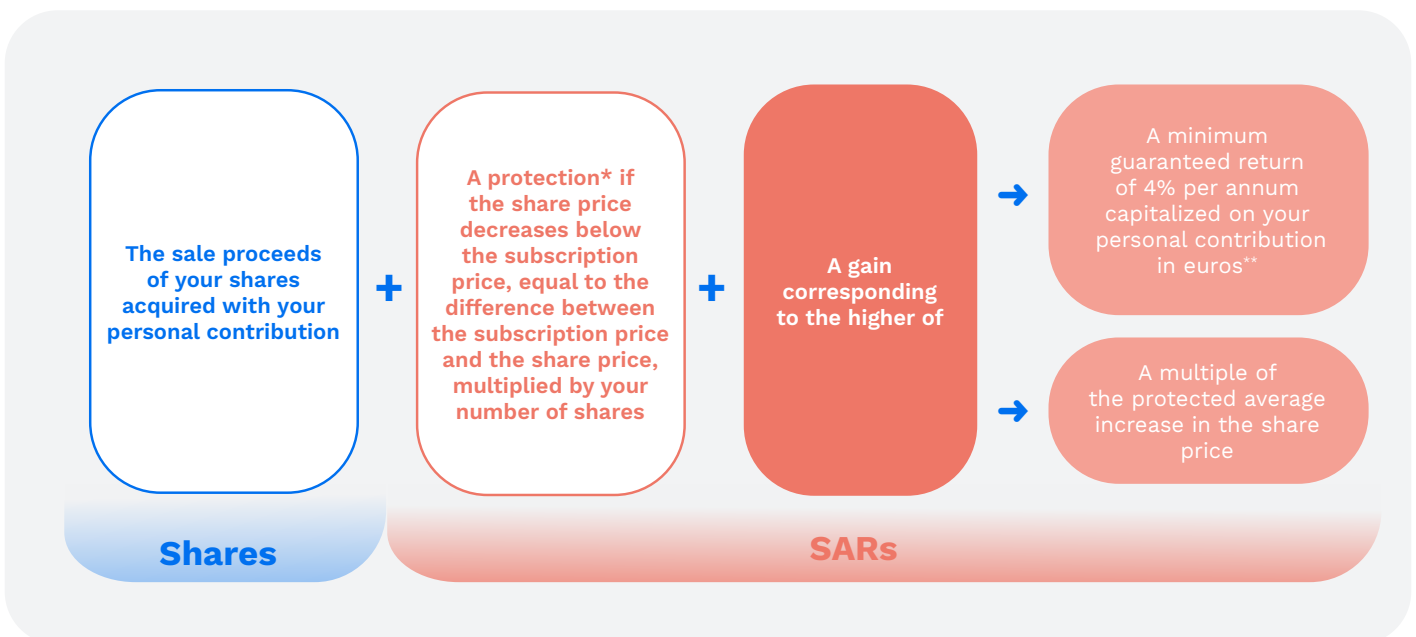 The sale proceeds
of your shares
acquired with your
personal contribution
+
A protection* if
the share price
decreases below
the subscription
price, equal to the
difference between
the subscription price
and the share price,
multiplied by your
number of shares
+
A gain
corresponding
to the higher of
A minimum
guaranteed return
of 4% per annum
capitalized on your
personal contribution
in euros**
A multiple of
the protected average
increase in the share
price
Shares
SARs